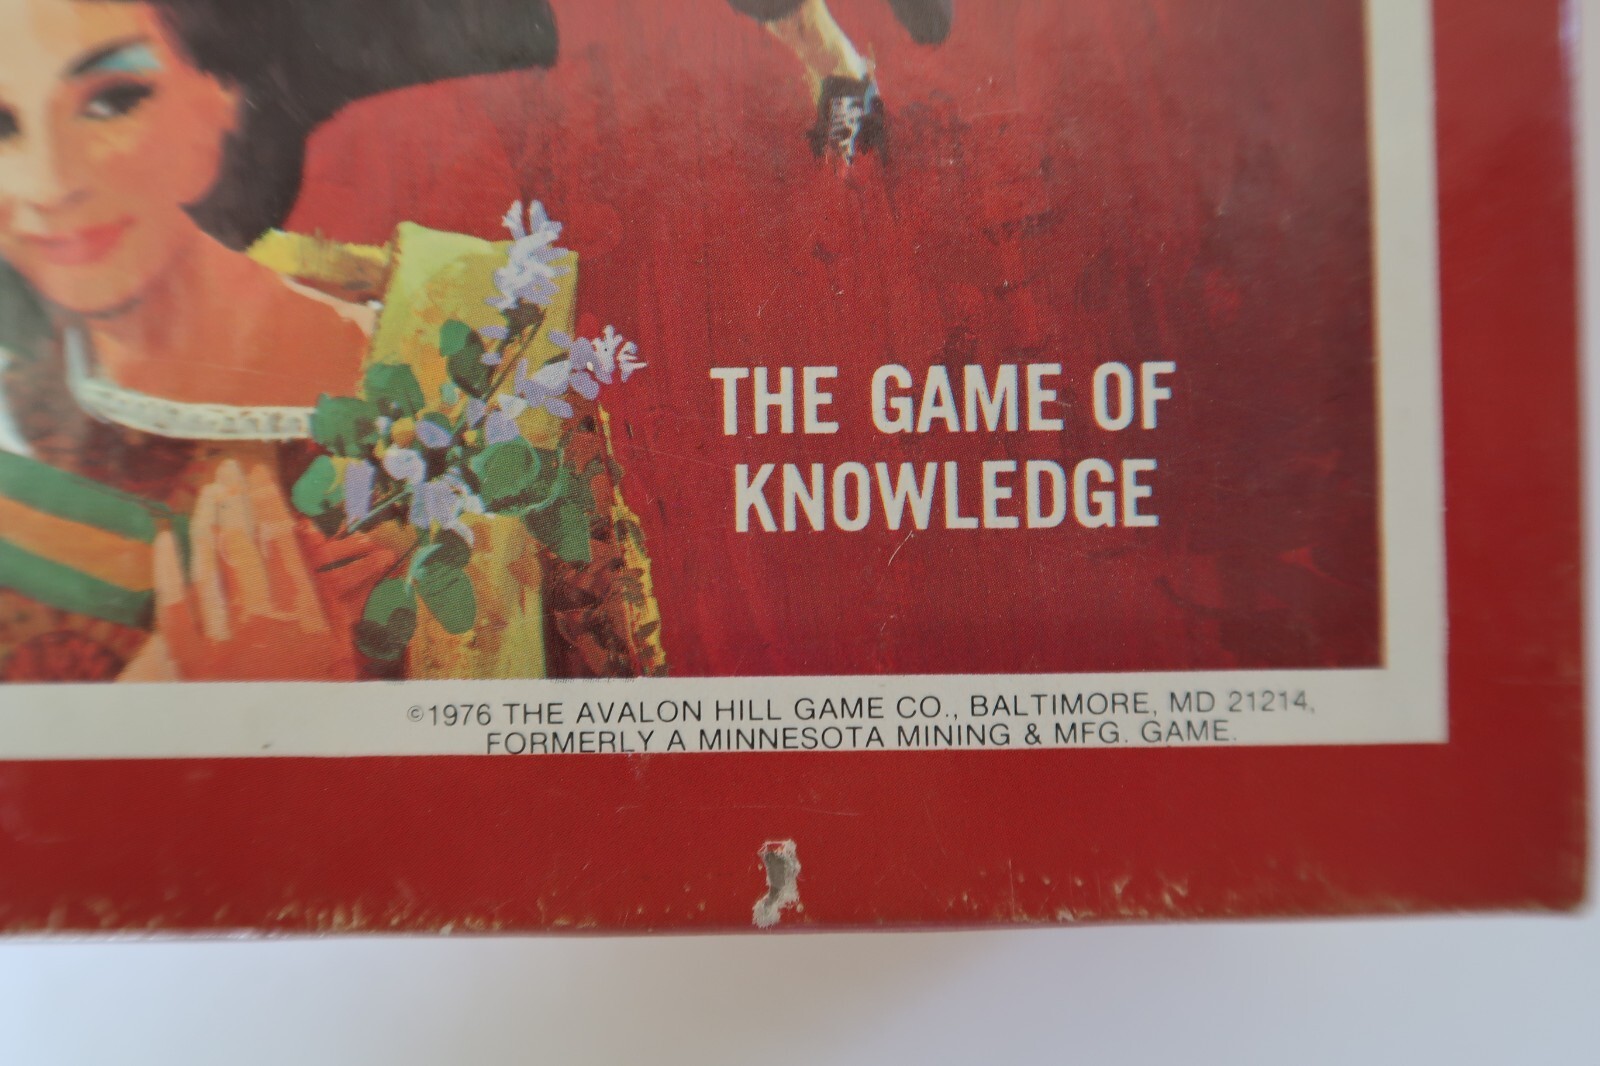 THE GAME OF
KNOWLEDGE
©1976 THE AVALON HILL GAME CO., BALTIMORE, MD 21214,
FORMERLY A MINNESOTA MINING & MFG. GAME.